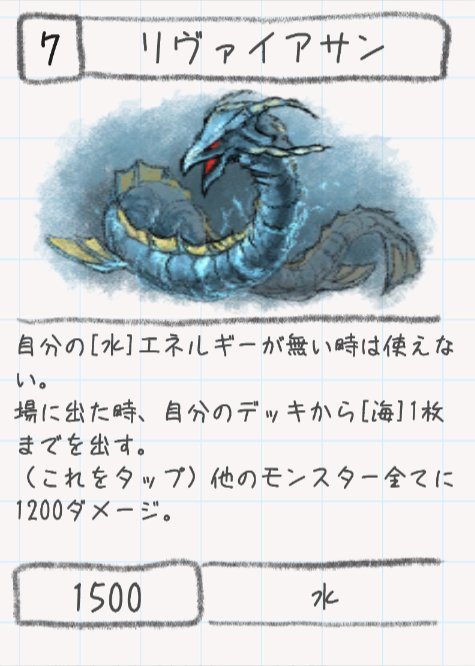 7 リヴァイアサン
自分の[水]エネルギーが無い時は使えな
い。
場に出た時、自分のデッキから[海]1枚
までを出す。
(これをタップ)他のモンスター全てに
1200ダメージ。
1500 水